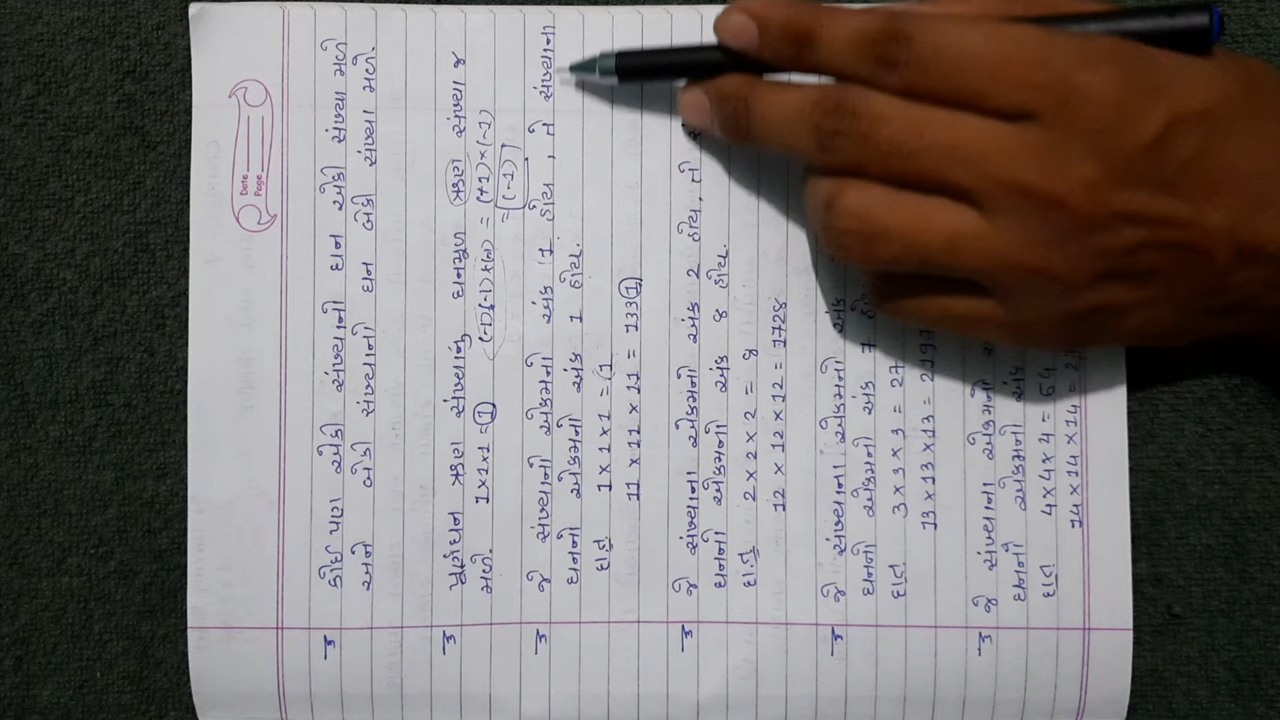 Date
Page
કોઈ પણ એકી સંખ્યાનો ઘન એકી સંખ્યા મળે
અને બેકી સંખ્યાનો ઘન બેકી સંખ્યા મળે.
પૂર્ણઘન ઋણ સંખ્યાનું ઘનમૂળ ઋણ સંખ્યા જ
મળે. 1×1×1 = 1
= (+1)×(-1)
= (-1)
જે સંખ્યાનો એકમનો અંક 1 હોય, તે સંખ્યાના
ઘનનો એકમનો અંક 1 હોય.
દા.ત 1 × 1 × 1 = 1
11 × 11 × 11 = 1331
જે સંખ્યાના એકમનો અંક 2 હોય, તો
ઘનનો એકમનો અંક 8 હોય.
દા.ત 2 × 2 × 2 = 8
12 × 12 × 12 = 1728
જે સંખ્યાના એકમનો અંક
ઘનનો એકમનો અંક 7
દા.ત 3 × 3 × 3 = 27
13 × 13 × 13 = 2197
જે સંખ્યાના એકમનો
ઘનનો એકમનો અંક
દા.ત 4 × 4 × 4 = 64
14 × 14 × 14 =